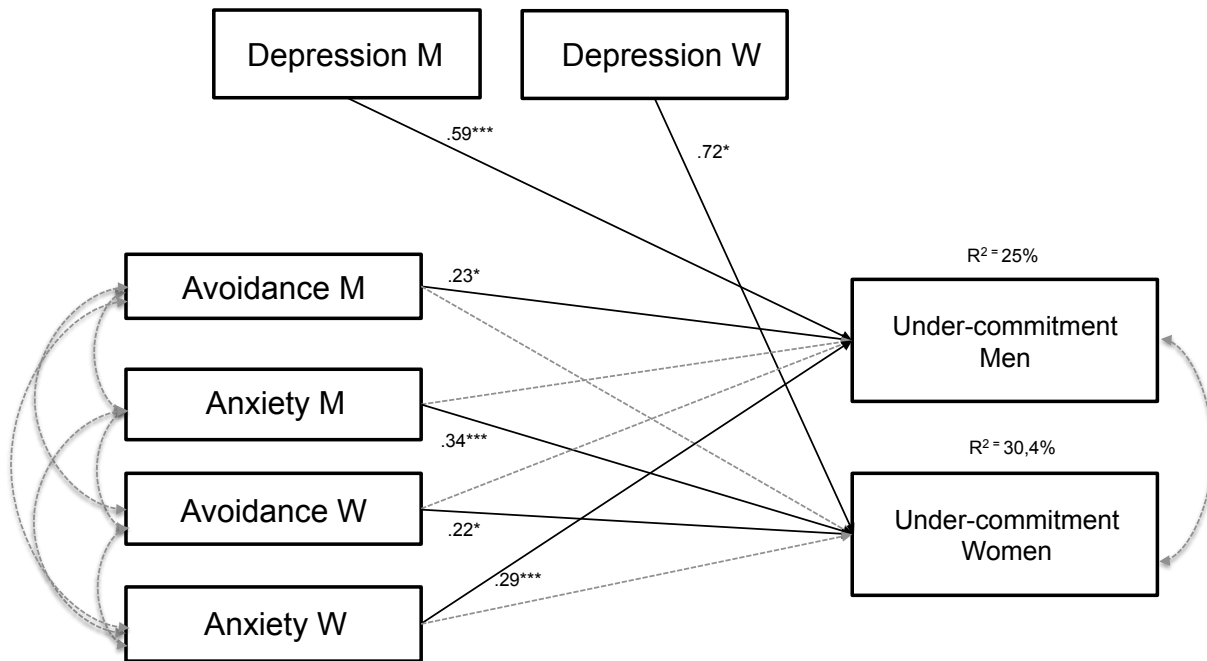 Depression M
Depression W
.59***
.72*
R² = 25%
Avoidance M
.23*
Under-commitment
Men
Anxiety M
.34***
R² = 30,4%
Avoidance W
.22*
Under-commitment
Women
.29***
Anxiety W